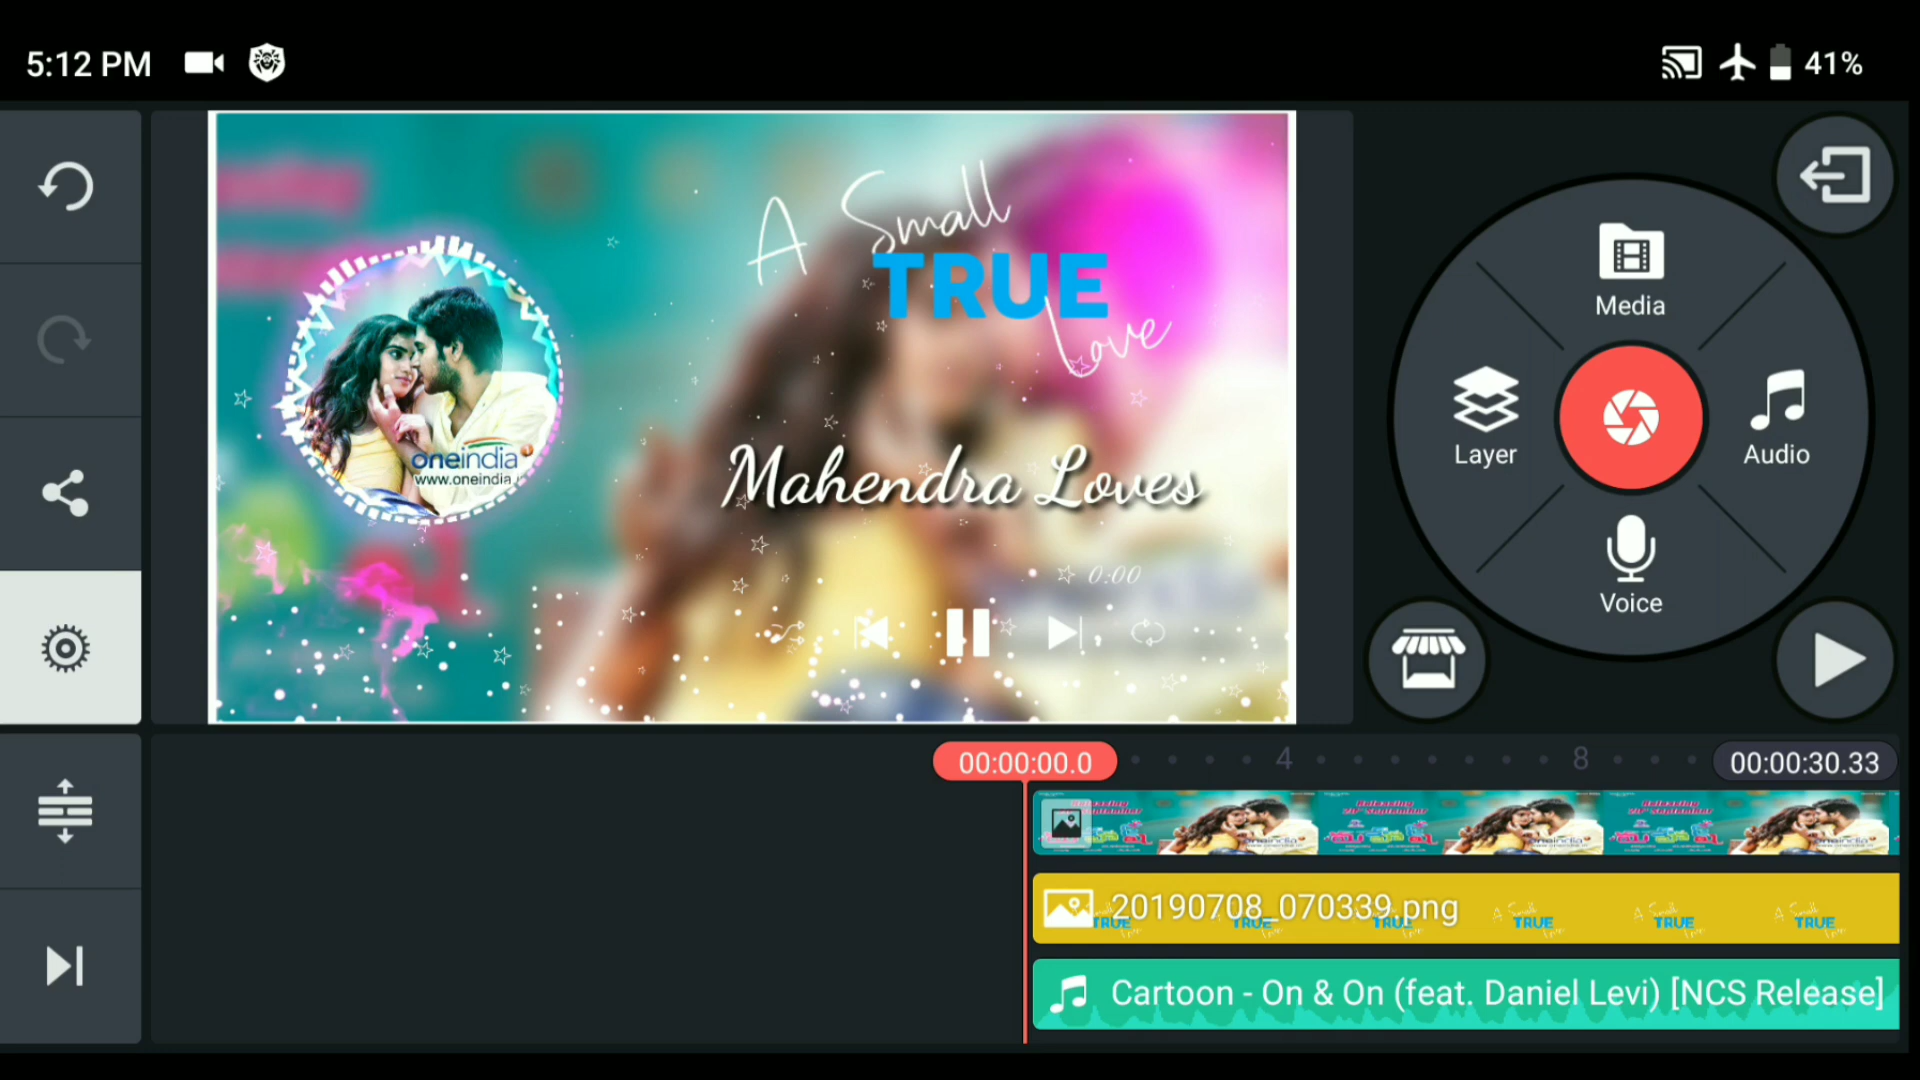 5:12 PM
41%
A Small
TRUE
Love
oneindia
www.oneindia.i
Mahendra Loves
0:00
Media
Layer
Audio
Voice
00:00:00.0
4
8
00:00:30.33
20190708_070339.png
Cartoon - On & On (feat. Daniel Levi) [NCS Release]